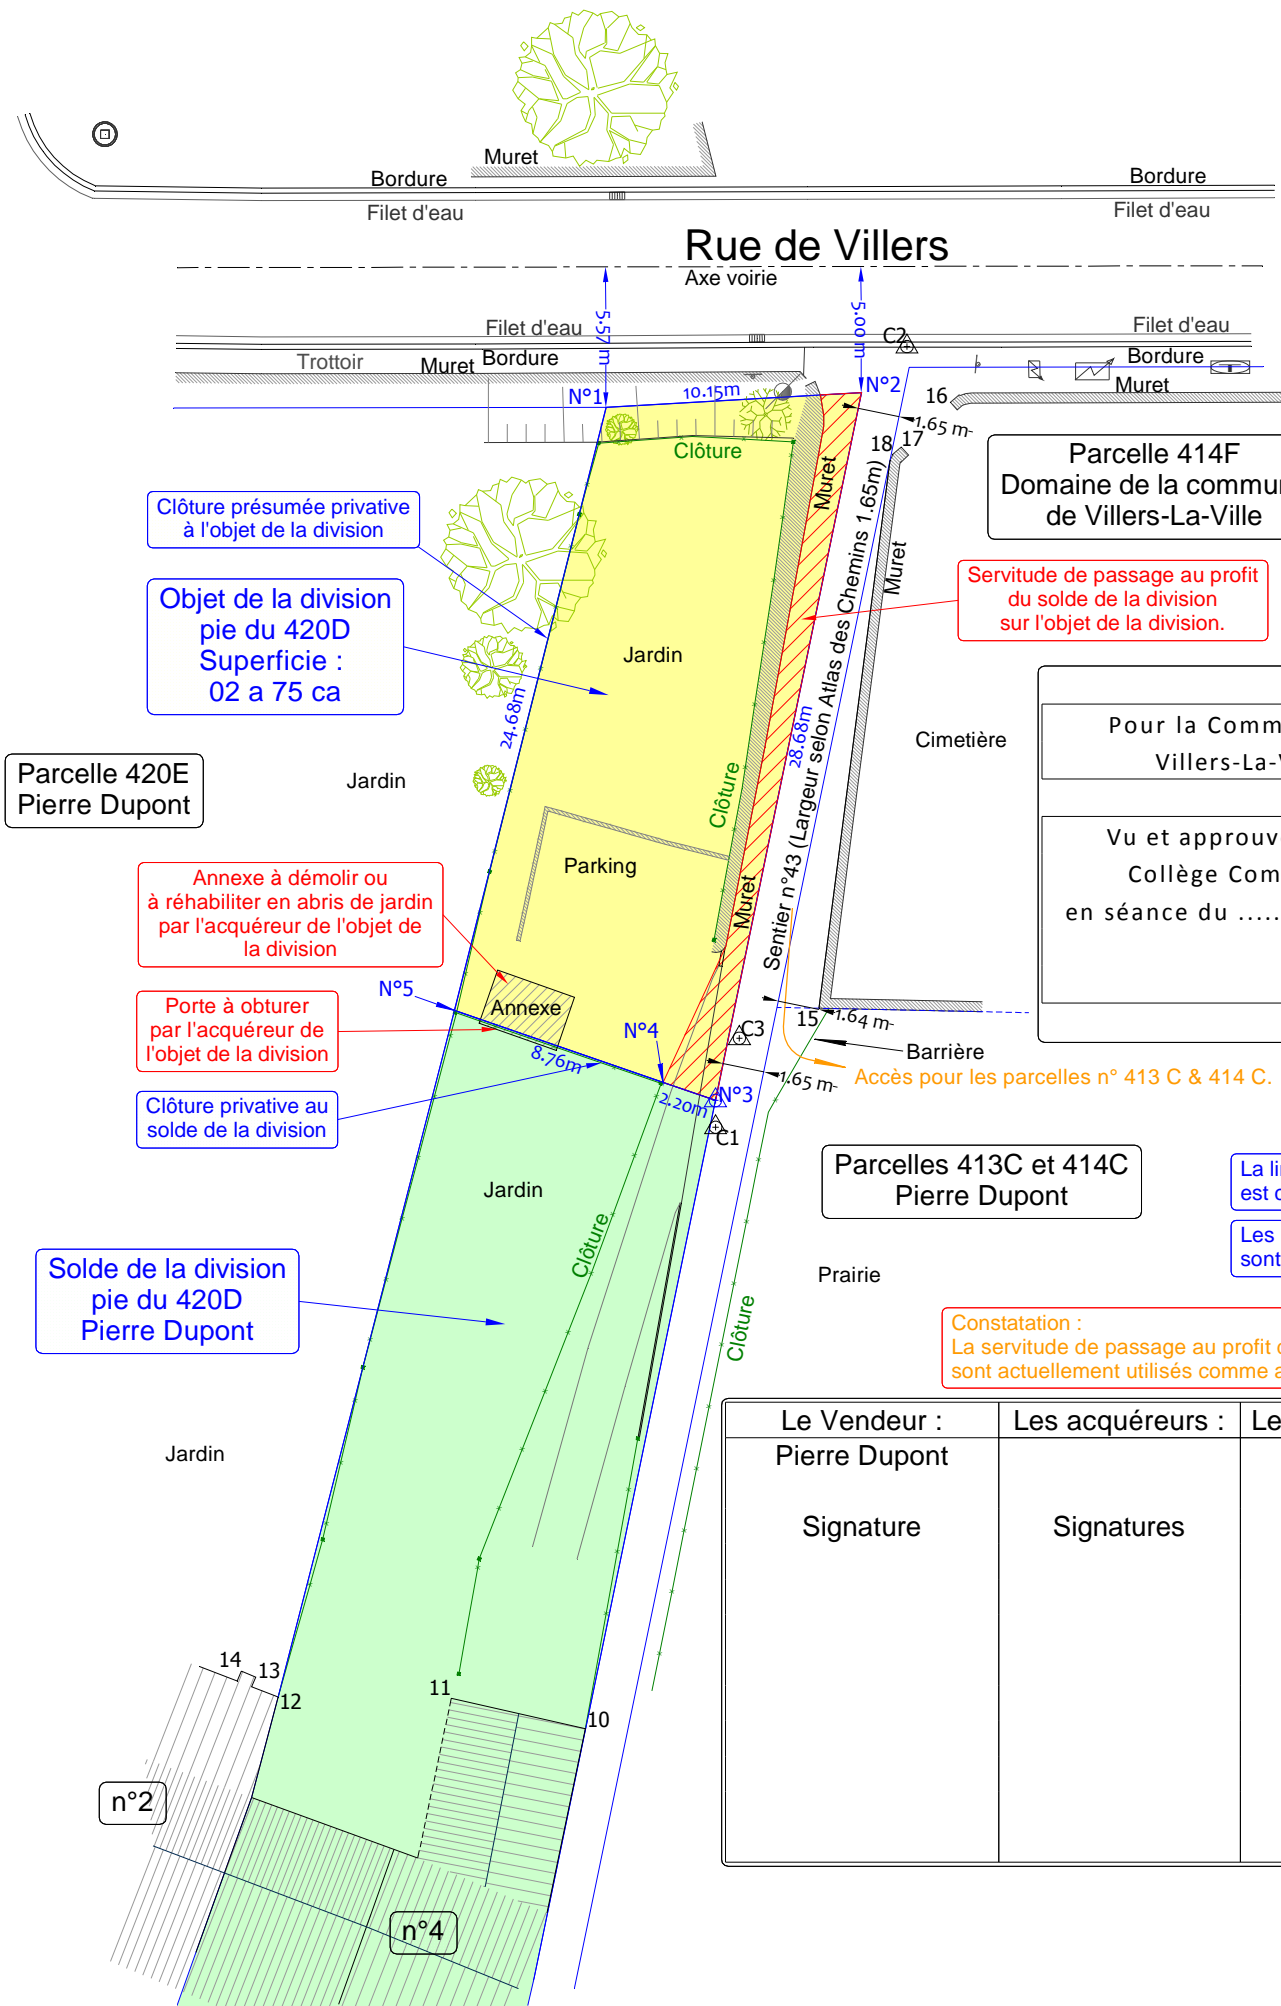 Muret
Bordure
Bordure
Filet d'eau
Filet d'eau
Rue de Villers
Axe voirie
5.57 m
5.00 m
Filet d'eau
C2
Filet d'eau
Trottoir
Muret
Bordure
Bordure
Muret
N°1
10.15m
N°2
16
1.65 m
18
17
Clôture
Muret
Parcelle 414F
Domaine de la commun
de Villers-La-Ville
Clôture présumée privative
à l'objet de la division
Muret
Servitude de passage au profit
du solde de la division
sur l'objet de la division.
Objet de la division
pie du 420D
Superficie :
02 a 75 ca
Jardin
24.68m
28.68m
Sentier n°43 (Largeur selon Atlas des Chemins 1.65m)
Cimetière
Pour la Comm
Villers-La-V
Parcelle 420E
Pierre Dupont
Jardin
Clôture
Vu et approuv
Collège Com
en séance du .....
Parking
Annexe à démolir ou
à réhabiliter en abris de jardin
par l'acquéreur de l'objet de
la division
Muret
N°5
Annexe
Porte à obturer
par l'acquéreur de
l'objet de la division
N°4
C3
15
1.64 m
Barrière
8.76m
1.65 m
Accès pour les parcelles n° 413 C & 414 C.
Clôture privative au
solde de la division
2.20m
N°3
C1
Parcelles 413C et 414C
Pierre Dupont
La li
est c
Les
sont
Jardin
Clôture
Solde de la division
pie du 420D
Pierre Dupont
Prairie
Clôture
Constatation :
La servitude de passage au profit
sont actuellement utilisés comme a
Le Vendeur :
Les acquéreurs :
Le
Pierre Dupont
Jardin
Signature
Signatures
14
13
12
11
10
n°2
n°4